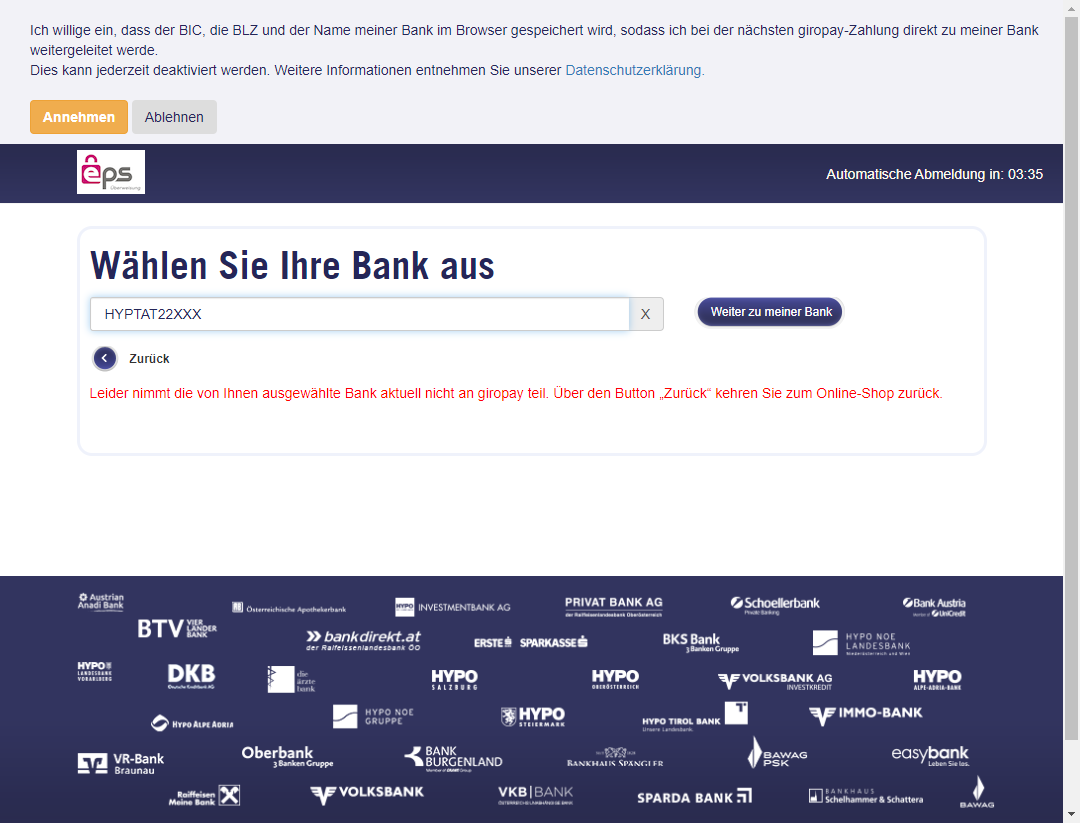 Ich willige ein, dass der BIC, die BLZ und der Name meiner Bank im Browser gespeichert wird, sodass ich bei der nächsten giropay-Zahlung direkt zu meiner Bank
weitergeleitet werde.
Dies kann jederzeit deaktiviert werden. Weitere Informationen entnehmen Sie unserer Datenschutzerklärung.
Annehmen Ablehnen
eps
Überweisung
Automatische Abmeldung in: 03:35
Wählen Sie Ihre Bank aus
HYPTAT22XXX X Weiter zu meiner Bank
Zurück
Leider nimmt die von Ihnen ausgewählte Bank aktuell nicht an giropay teil. Über den Button „Zurück“ kehren Sie zum Online-Shop zurück.
Austrian
Anadi Bank
Österreichische Apothekerbank
HYPO INVESTMENTBANK AG
PRIVAT BANK AG
der Raiffeisenlandesbank Oberösterreich
Schoellerbank
Private Banking
Bank Austria
Member of UniCredit
BTV VIER
LÄNDER
BANK
bankdirekt.at
der Raiffeisenlandesbank OÖ
ERSTE SPARKASSE
BKS Bank
3 Banken Gruppe
HYPO NOE
LANDESBANK
Niederösterreich und Wien
HYPO
LANDESBANK
VORARLBERG
DKB
Deutsche Kreditbank AG
die
ärzte
bank
HYPO
SALZBURG
HYPO
OBERÖSTERREICH
VOLKSBANK AG
INVESTKREDIT
HYPO
ALPE-ADRIA-BANK
HYPO ALPE ADRIA
HYPO NOE
GRUPPE
HYPO
STEIERMARK
HYPO TIROL BANK
Unsere Landesbank.
IMMO-BANK
VR-Bank
Braunau
Oberbank
3 Banken Gruppe
BANK
BURGENLAND
Member of GRAWE Group
BANKHAUS SPÄNGLER
BAWAG
PSK
easybank
Leben Sie los.
Raiffeisen
Meine Bank
VOLKSBANK
VKB BANK
SPARDA BANK
BANKHAUS
Schelhammer & Schattera
BAWAG